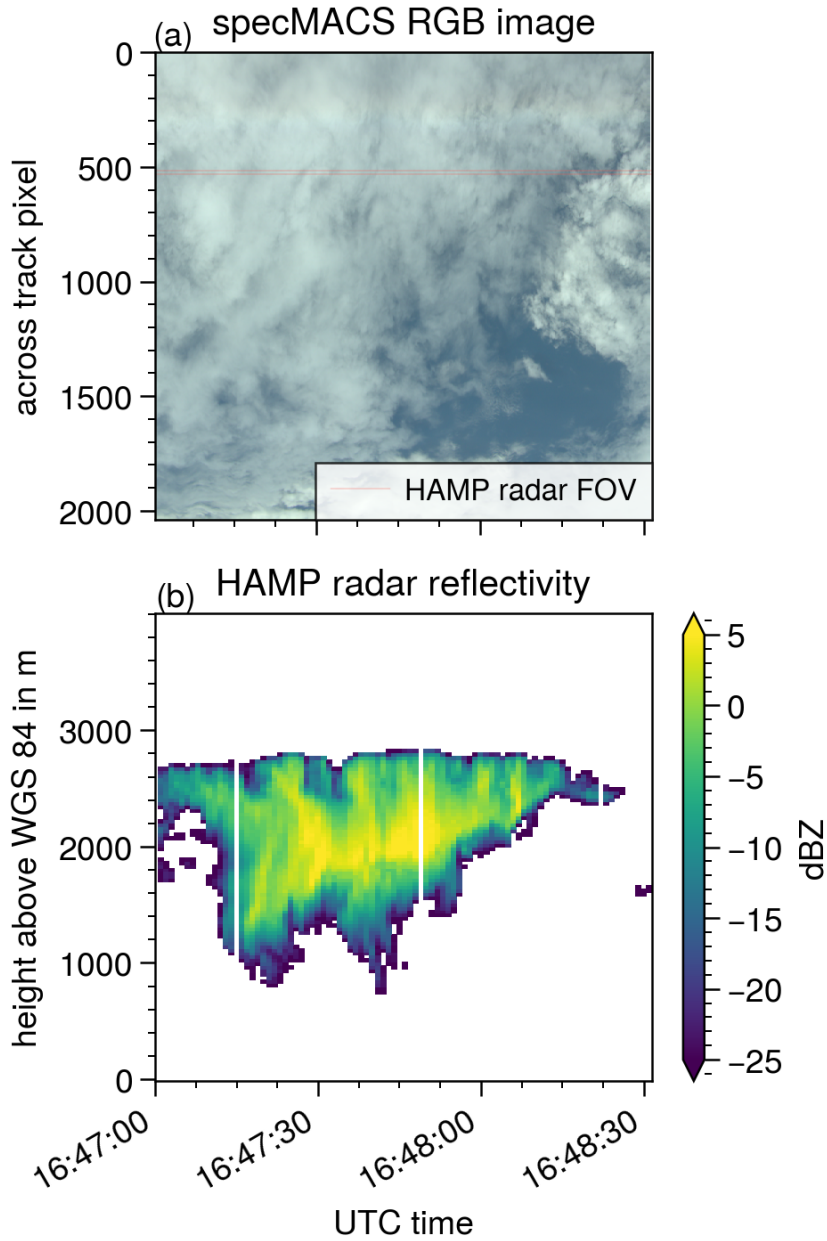 (a) specMACS RGB image
0
500
1000
1500
2000
across track pixel
HAMP radar FOV
(b) HAMP radar reflectivity
3000
2000
1000
0
height above WGS 84 in m
5
0
−5
−10
−15
−20
−25
dBZ
16:47:00
16:47:30
16:48:00
16:48:30
UTC time